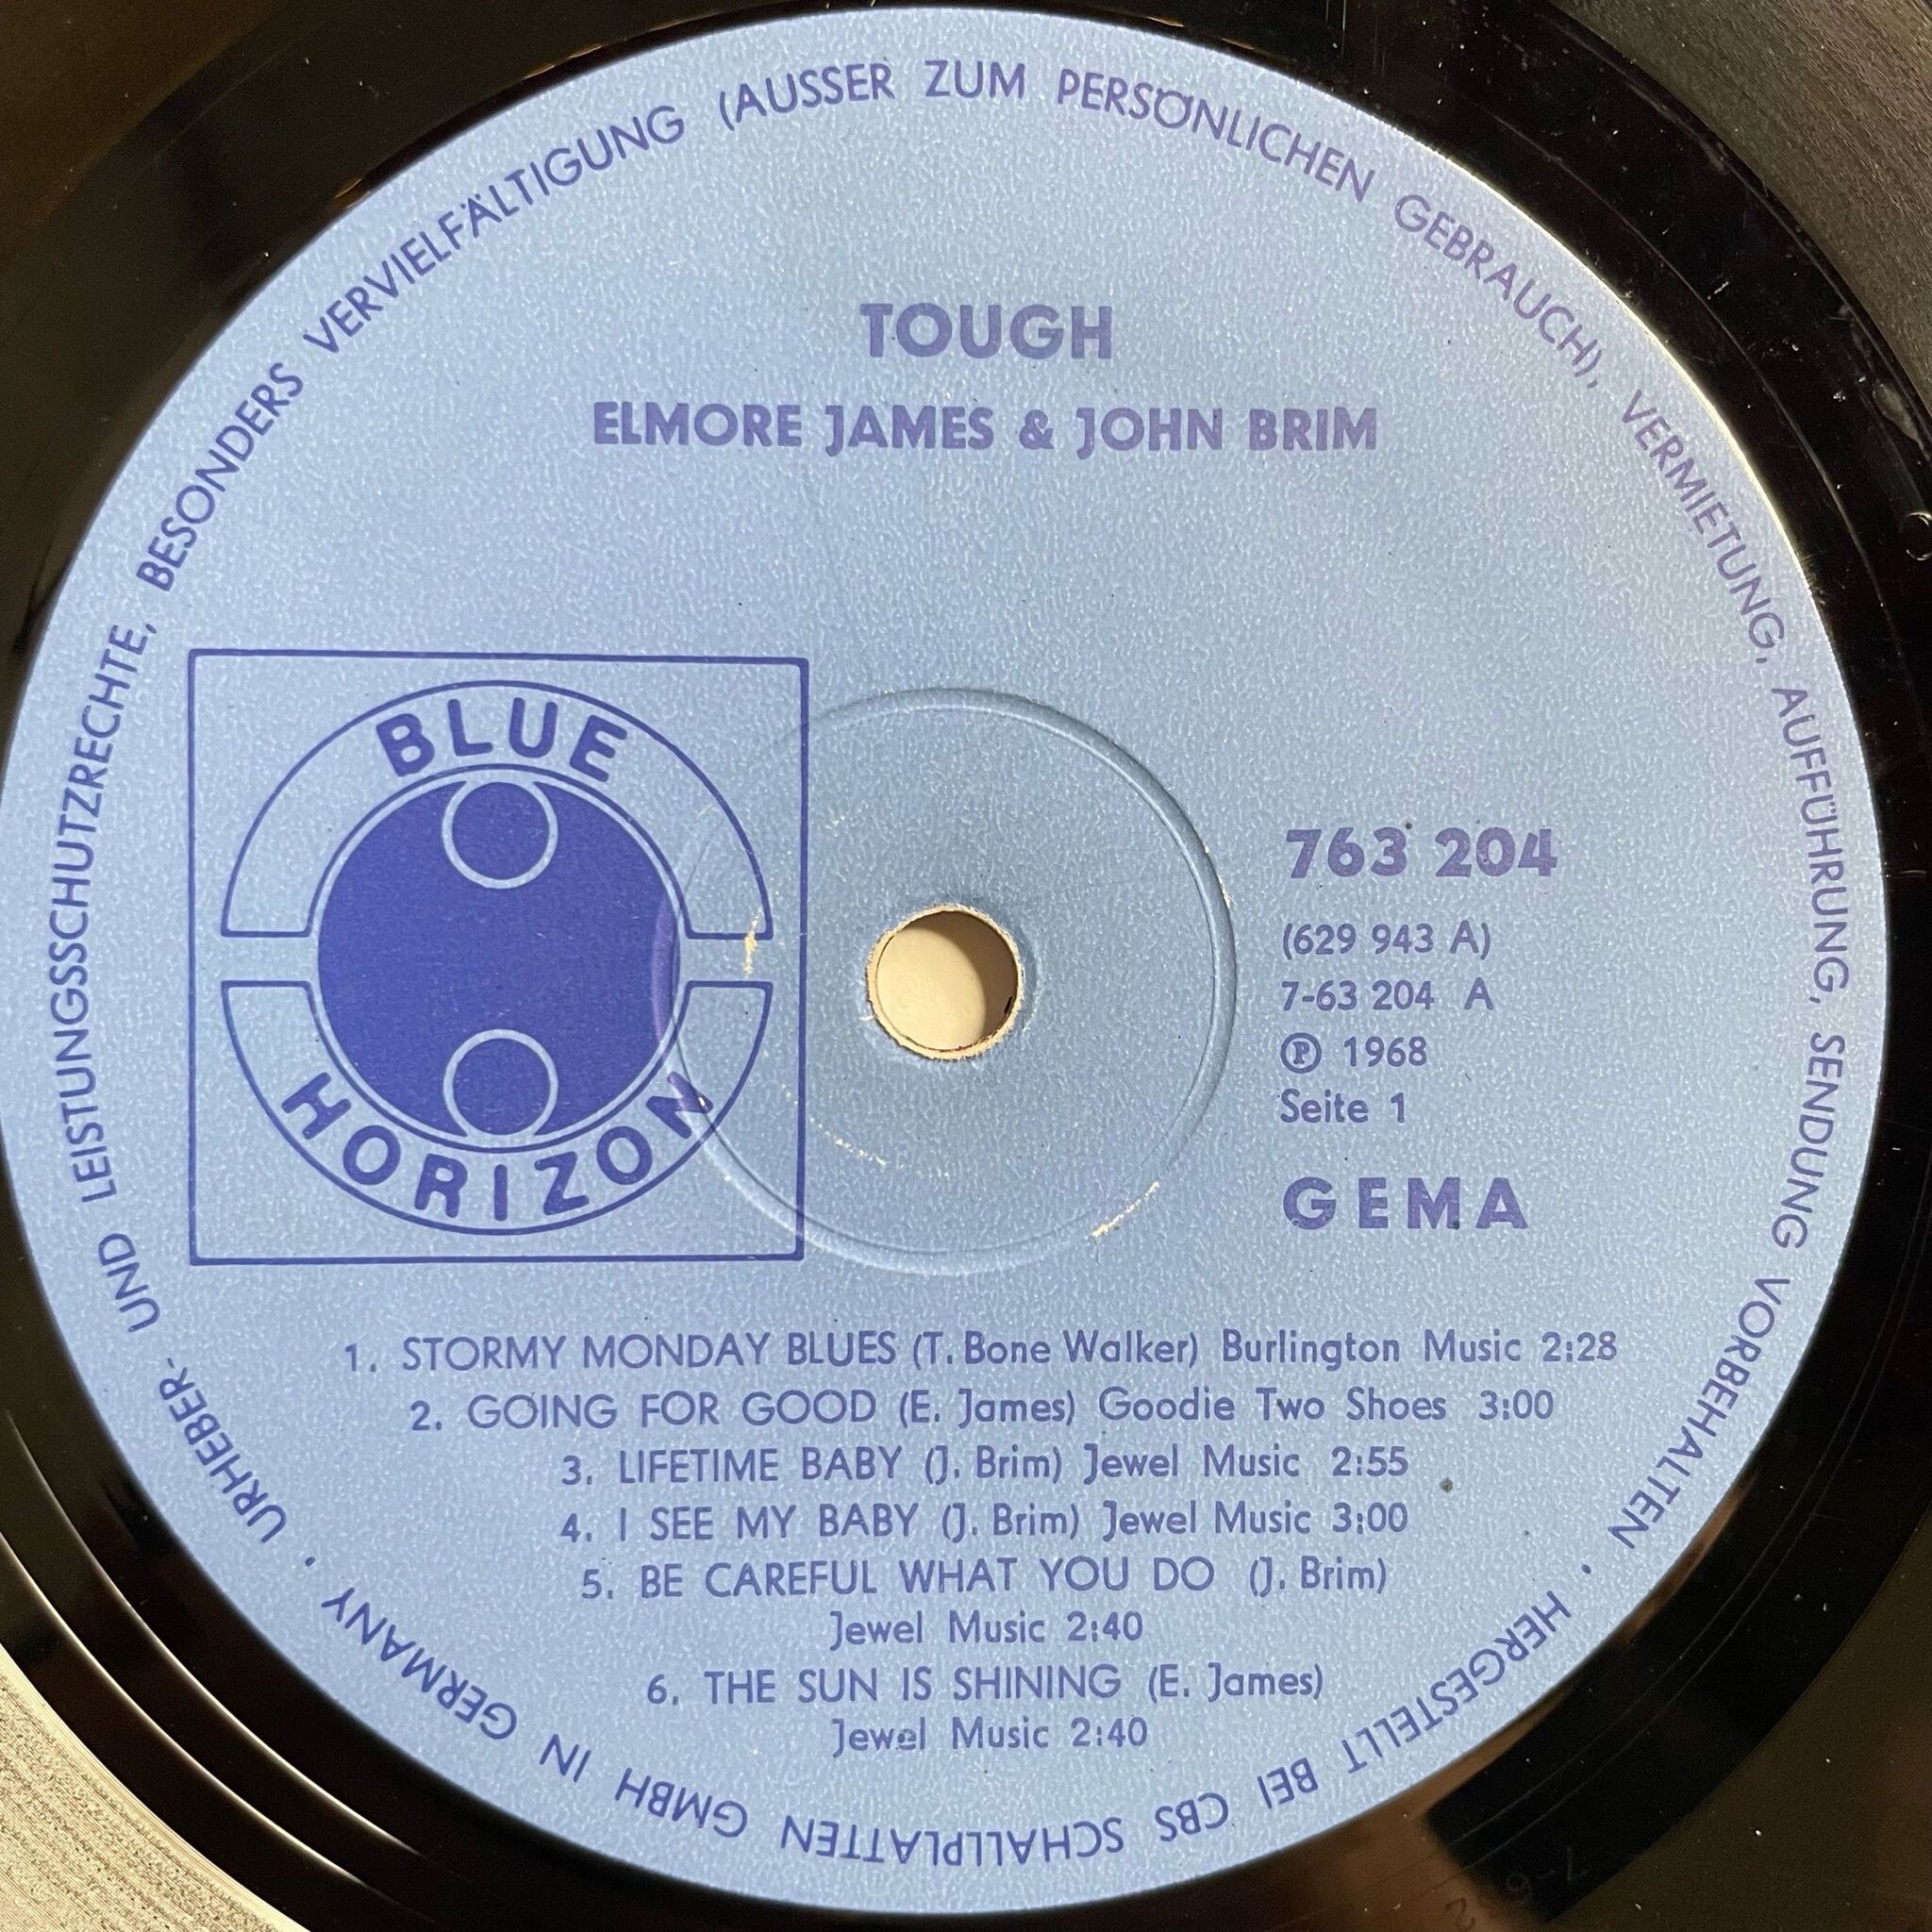 URHEBER- UND LEISTUNGSSCHUTZRECHTE, BESONDERS VERVIELFÄLTIGUNG (AUSSER ZUM PERSÖNLICHEN GEBRAUCH), VERMIETUNG, AUFFÜHRUNG, SENDUNG VORBEHALTEN · HERGESTELLT BEI CBS SCHALLPLATTEN GMBH IN GERMANY ·
TOUGH
ELMORE JAMES & JOHN BRIM
BLUE
HORIZON
763 204
(629 943 A)
7-63 204 A
℗ 1968
Seite 1
GEMA
1. STORMY MONDAY BLUES (T. Bone Walker) Burlington Music 2:28
2. GOING FOR GOOD (E. James) Goodie Two Shoes 3:00
3. LIFETIME BABY (J. Brim) Jewel Music 2:55
4. I SEE MY BABY (J. Brim) Jewel Music 3:00
5. BE CAREFUL WHAT YOU DO (J. Brim)
Jewel Music 2:40
6. THE SUN IS SHINING (E. James)
Jewel Music 2:40